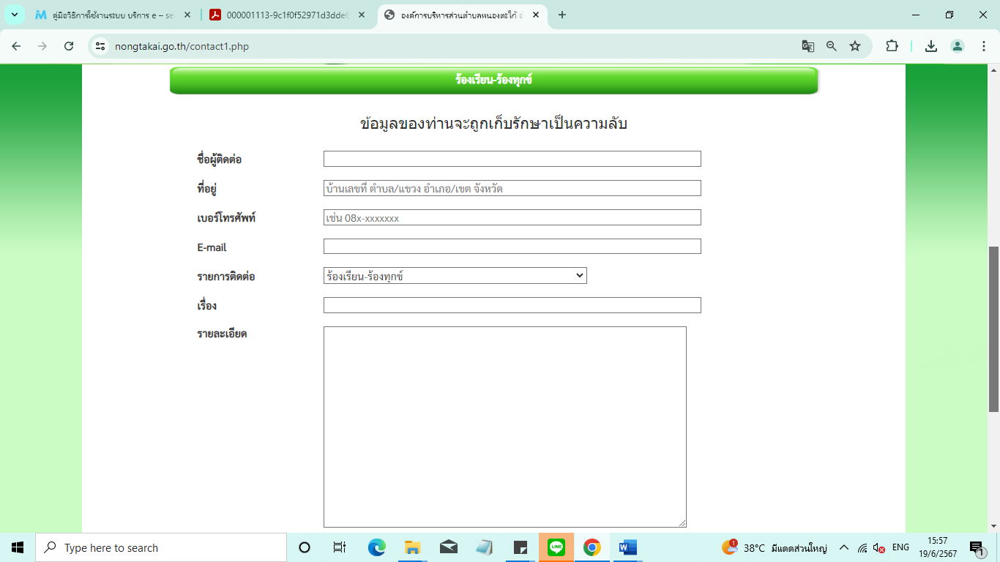 คู่มือวิธีการใช้งานระบบ บริการ e – se
000001113-9c1f0f52971d3dde6
องค์การบริหารส่วนตำบลหนองตะไก้ อ
nongtakai.go.th/contact1.php
ร้องเรียน-ร้องทุกข์
ข้อมูลของท่านจะถูกเก็บรักษาเป็นความลับ
ชื่อผู้ติดต่อ
ที่อยู่ บ้านเลขที่ ตำบล/แขวง อำเภอ/เขต จังหวัด
เบอร์โทรศัพท์ เช่น 08x-xxxxxxx
E-mail
รายการติดต่อ ร้องเรียน-ร้องทุกข์
เรื่อง
รายละเอียด
Type here to search
LINE
1
38°C มีแดดส่วนใหญ่
ENG
15:57
19/6/2567
1